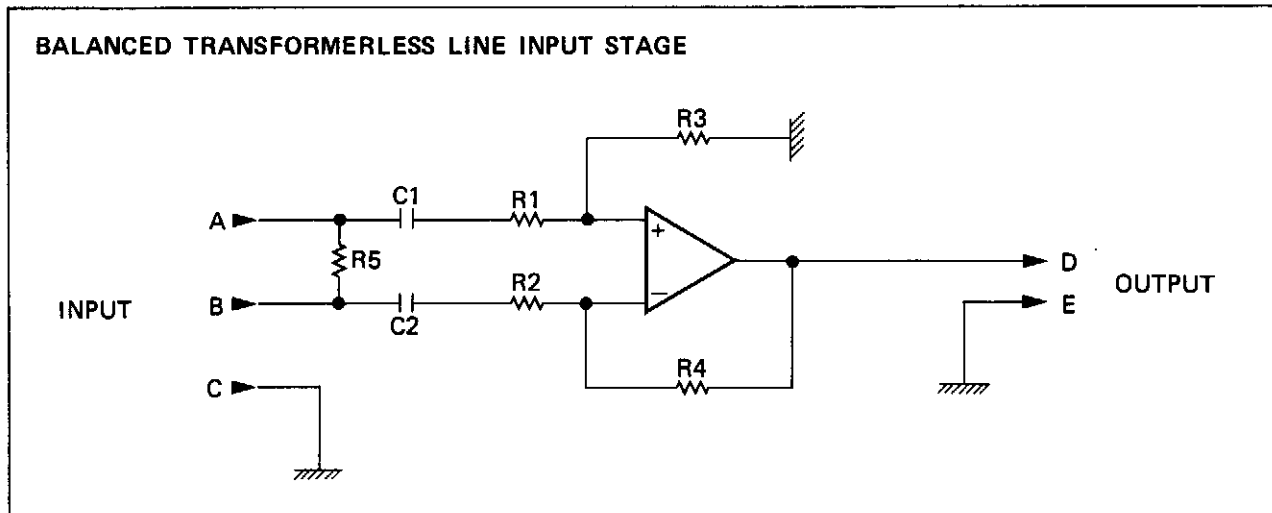 BALANCED TRANSFORMERLESS LINE INPUT STAGE
R3
C1
R1
A
+
R5
D
OUTPUT
INPUT
B
C2
R2
−
E
R4
C